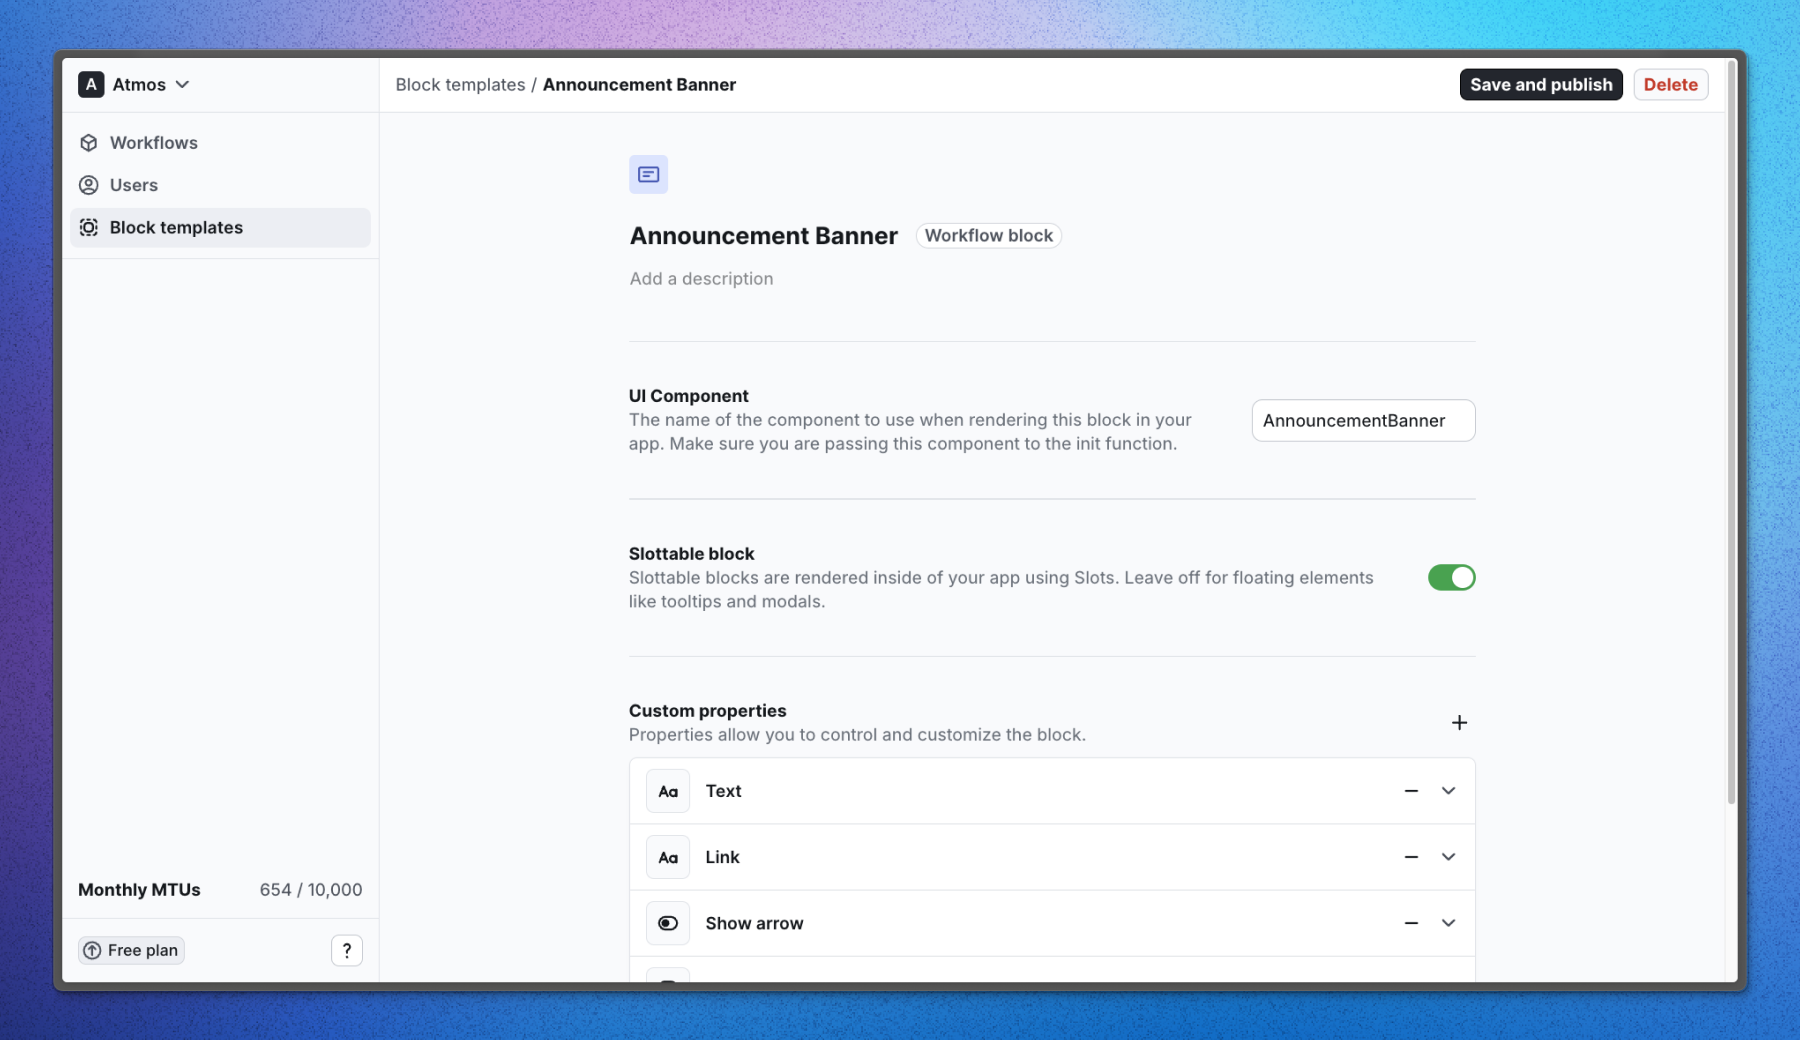 A Atmos
Block templates / Announcement Banner
Save and publish
Delete
Workflows
Users
Block templates
Announcement Banner
Workflow block
Add a description
UI Component
The name of the component to use when rendering this block in your
app. Make sure you are passing this component to the init function.
AnnouncementBanner
Slottable block
Slottable blocks are rendered inside of your app using Slots. Leave off for floating elements
like tooltips and modals.
Custom properties
Properties allow you to control and customize the block.
Aa Text
Aa Link
Show arrow
Monthly MTUs 654 / 10,000
Free plan
?